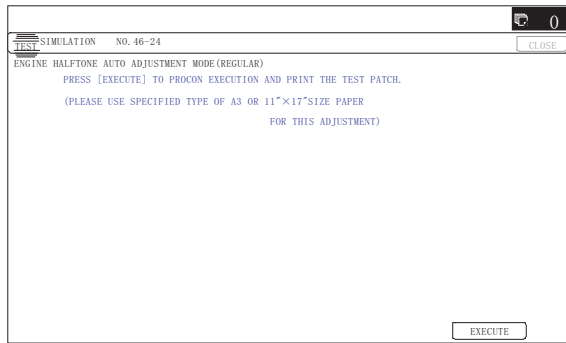 0
TEST SIMULATION NO.46-24 CLOSE
ENGINE HALFTONE AUTO ADJUSTMENT MODE(REGULAR)
PRESS [EXECUTE] TO PROCON EXECUTION AND PRINT THE TEST PATCH.
(PLEASE USE SPECIFIED TYPE OF A3 OR 11"×17"SIZE PAPER
FOR THIS ADJUSTMENT)
EXECUTE